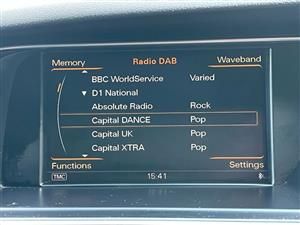 Memory Radio DAB Waveband
BBC WorldService Varied
D1 National
Absolute Radio Rock
Capital DANCE Pop
Capital UK Pop
Capital XTRA Pop
Functions Settings
TMC 15:41